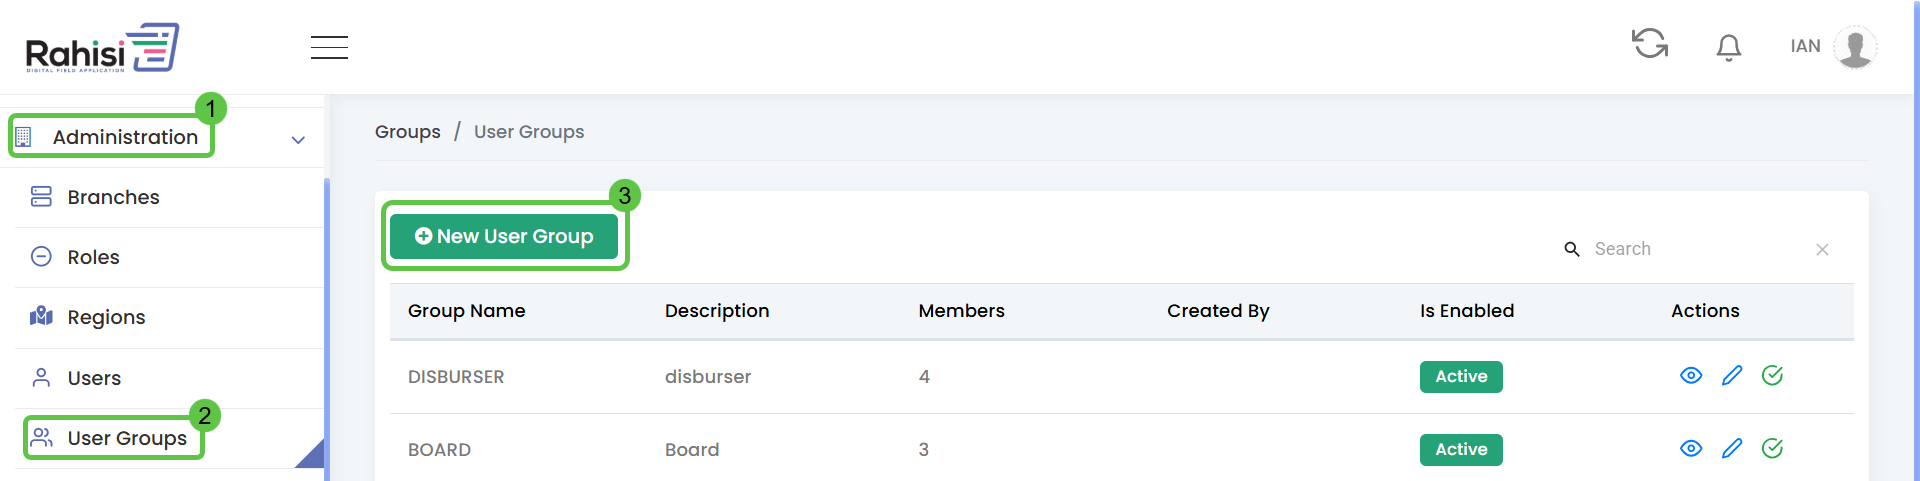 Rahisi
DIGITAL FIELD APPLICATION
IAN
1
Administration
Groups / User Groups
Branches
3
New User Group
Roles
Search
Regions
Group Name Description Members Created By Is Enabled Actions
Users
DISBURSER disburser 4 Active
2
User Groups
BOARD Board 3 Active